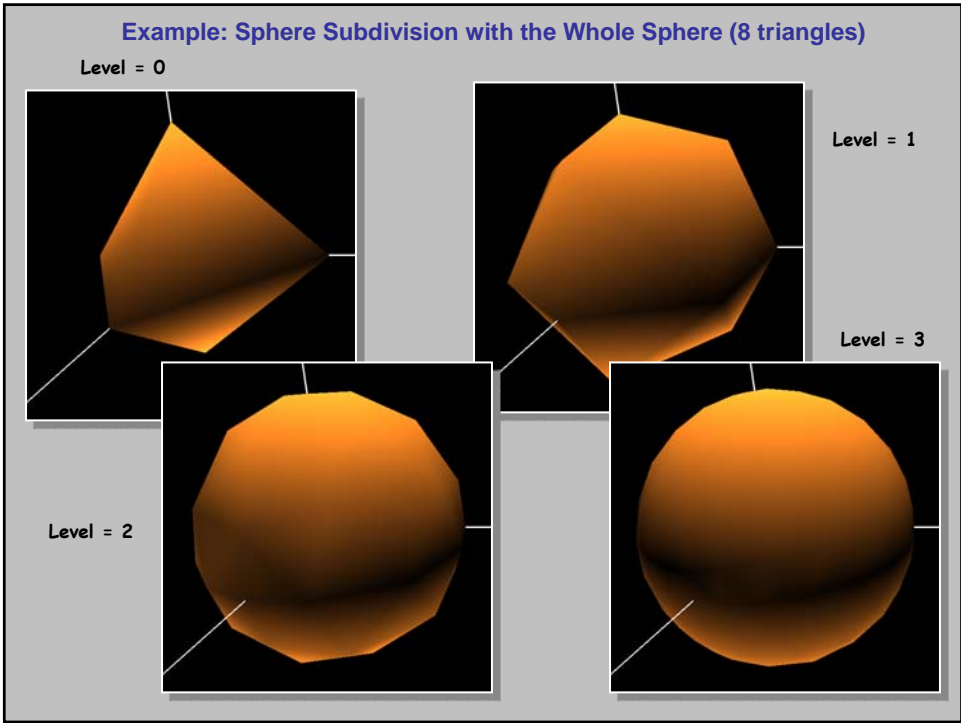 Example: Sphere Subdivision with the Whole Sphere (8 triangles)
Level = 0
Level = 1
Level = 3
Level = 2